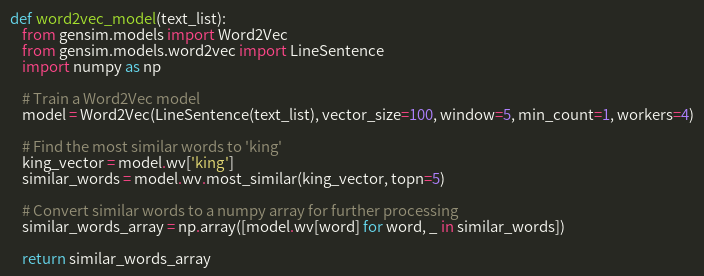 def word2vec_model(text_list):
    from gensim.models import Word2Vec
    from gensim.models.word2vec import LineSentence
    import numpy as np

    # Train a Word2Vec model
    model = Word2Vec(LineSentence(text_list), vector_size=100, window=5, min_count=1, workers=4)

    # Find the most similar words to 'king'
    king_vector = model.wv['king']
    similar_words = model.wv.most_similar(king_vector, topn=5)

    # Convert similar words to a numpy array for further processing
    similar_words_array = np.array([model.wv[word] for word, _ in similar_words])

    return similar_words_array